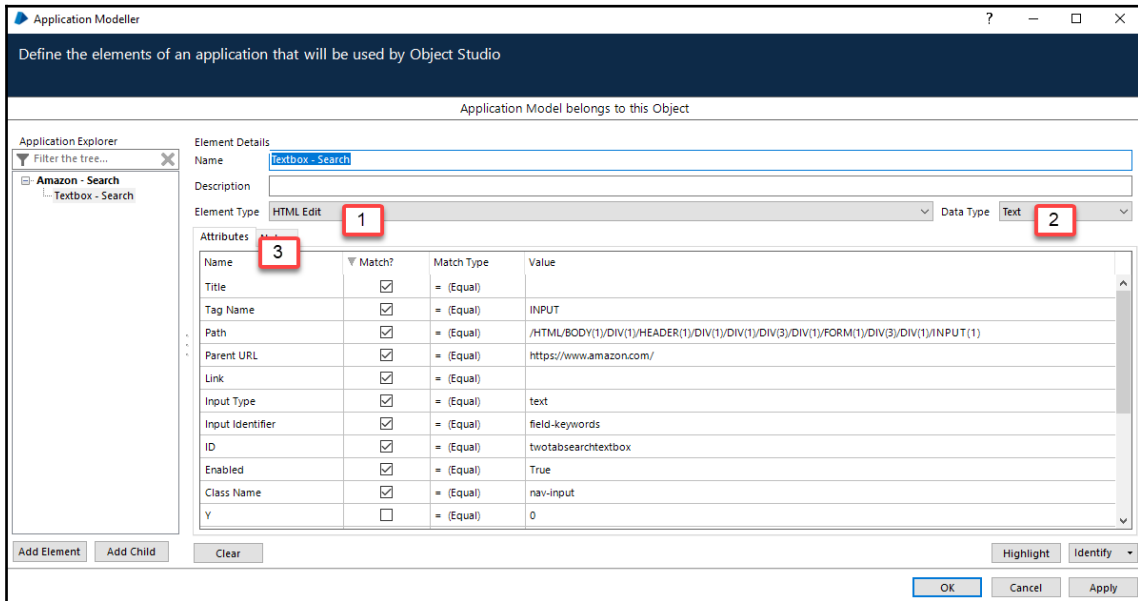 Application Modeller ?
Define the elements of an application that will be used by Object Studio
Application Model belongs to this Object
Application Explorer
Filter the tree...
Amazon - Search
Textbox - Search
Element Details
Name Textbox - Search
Description
Element Type HTML Edit 1 Data Type Text 2
Attributes
3
Name Match? Match Type Value
Title = (Equal)
Tag Name = (Equal) INPUT
Path = (Equal) /HTML/BODY(1)/DIV(1)/HEADER(1)/DIV(1)/DIV(1)/DIV(3)/DIV(1)/FORM(1)/DIV(3)/DIV(1)/INPUT(1)
Parent URL = (Equal) https://www.amazon.com/
Link = (Equal)
Input Type = (Equal) text
Input Identifier = (Equal) field-keywords
ID = (Equal) twotabsearchtextbox
Enabled = (Equal) True
Class Name = (Equal) nav-input
Y = (Equal) 0
Add Element Add Child Clear Highlight Identify
OK Cancel Apply